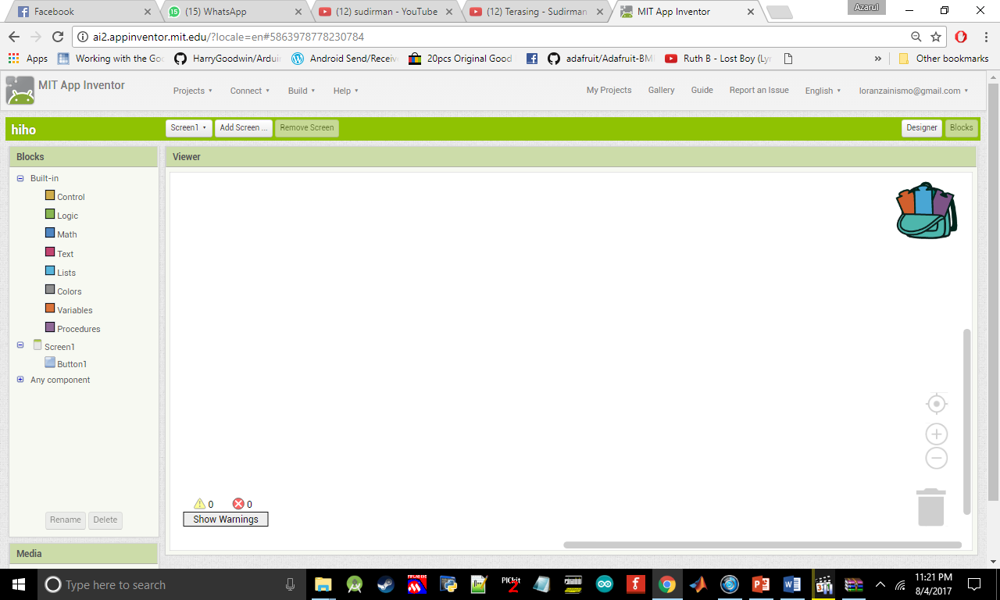 Facebook
(15) WhatsApp
(12) sudirman - YouTube
(12) Terasing - Sudirman
MIT App Inventor
Azarul
ai2.appinventor.mit.edu/?locale=en#5863978778230784
Apps
Working with the Go
HarryGoodwin/Ardui
Android Send/Receiv
20pcs Original Good
adafruit/Adafruit-BM
Ruth B - Lost Boy (Ly
»
Other bookmarks
MIT App Inventor
Projects
Connect
Build
Help
My Projects
Gallery
Guide
Report an Issue
English
loranzainismo@gmail.com
hiho
Screen1
Add Screen ...
Remove Screen
Designer
Blocks
Blocks
Viewer
Built-in
Control
Logic
Math
Text
Lists
Colors
Variables
Procedures
Screen1
Button1
Any component
Rename
Delete
0
0
Show Warnings
Media
Type here to search
PICkit
2
11:21 PM
8/4/2017